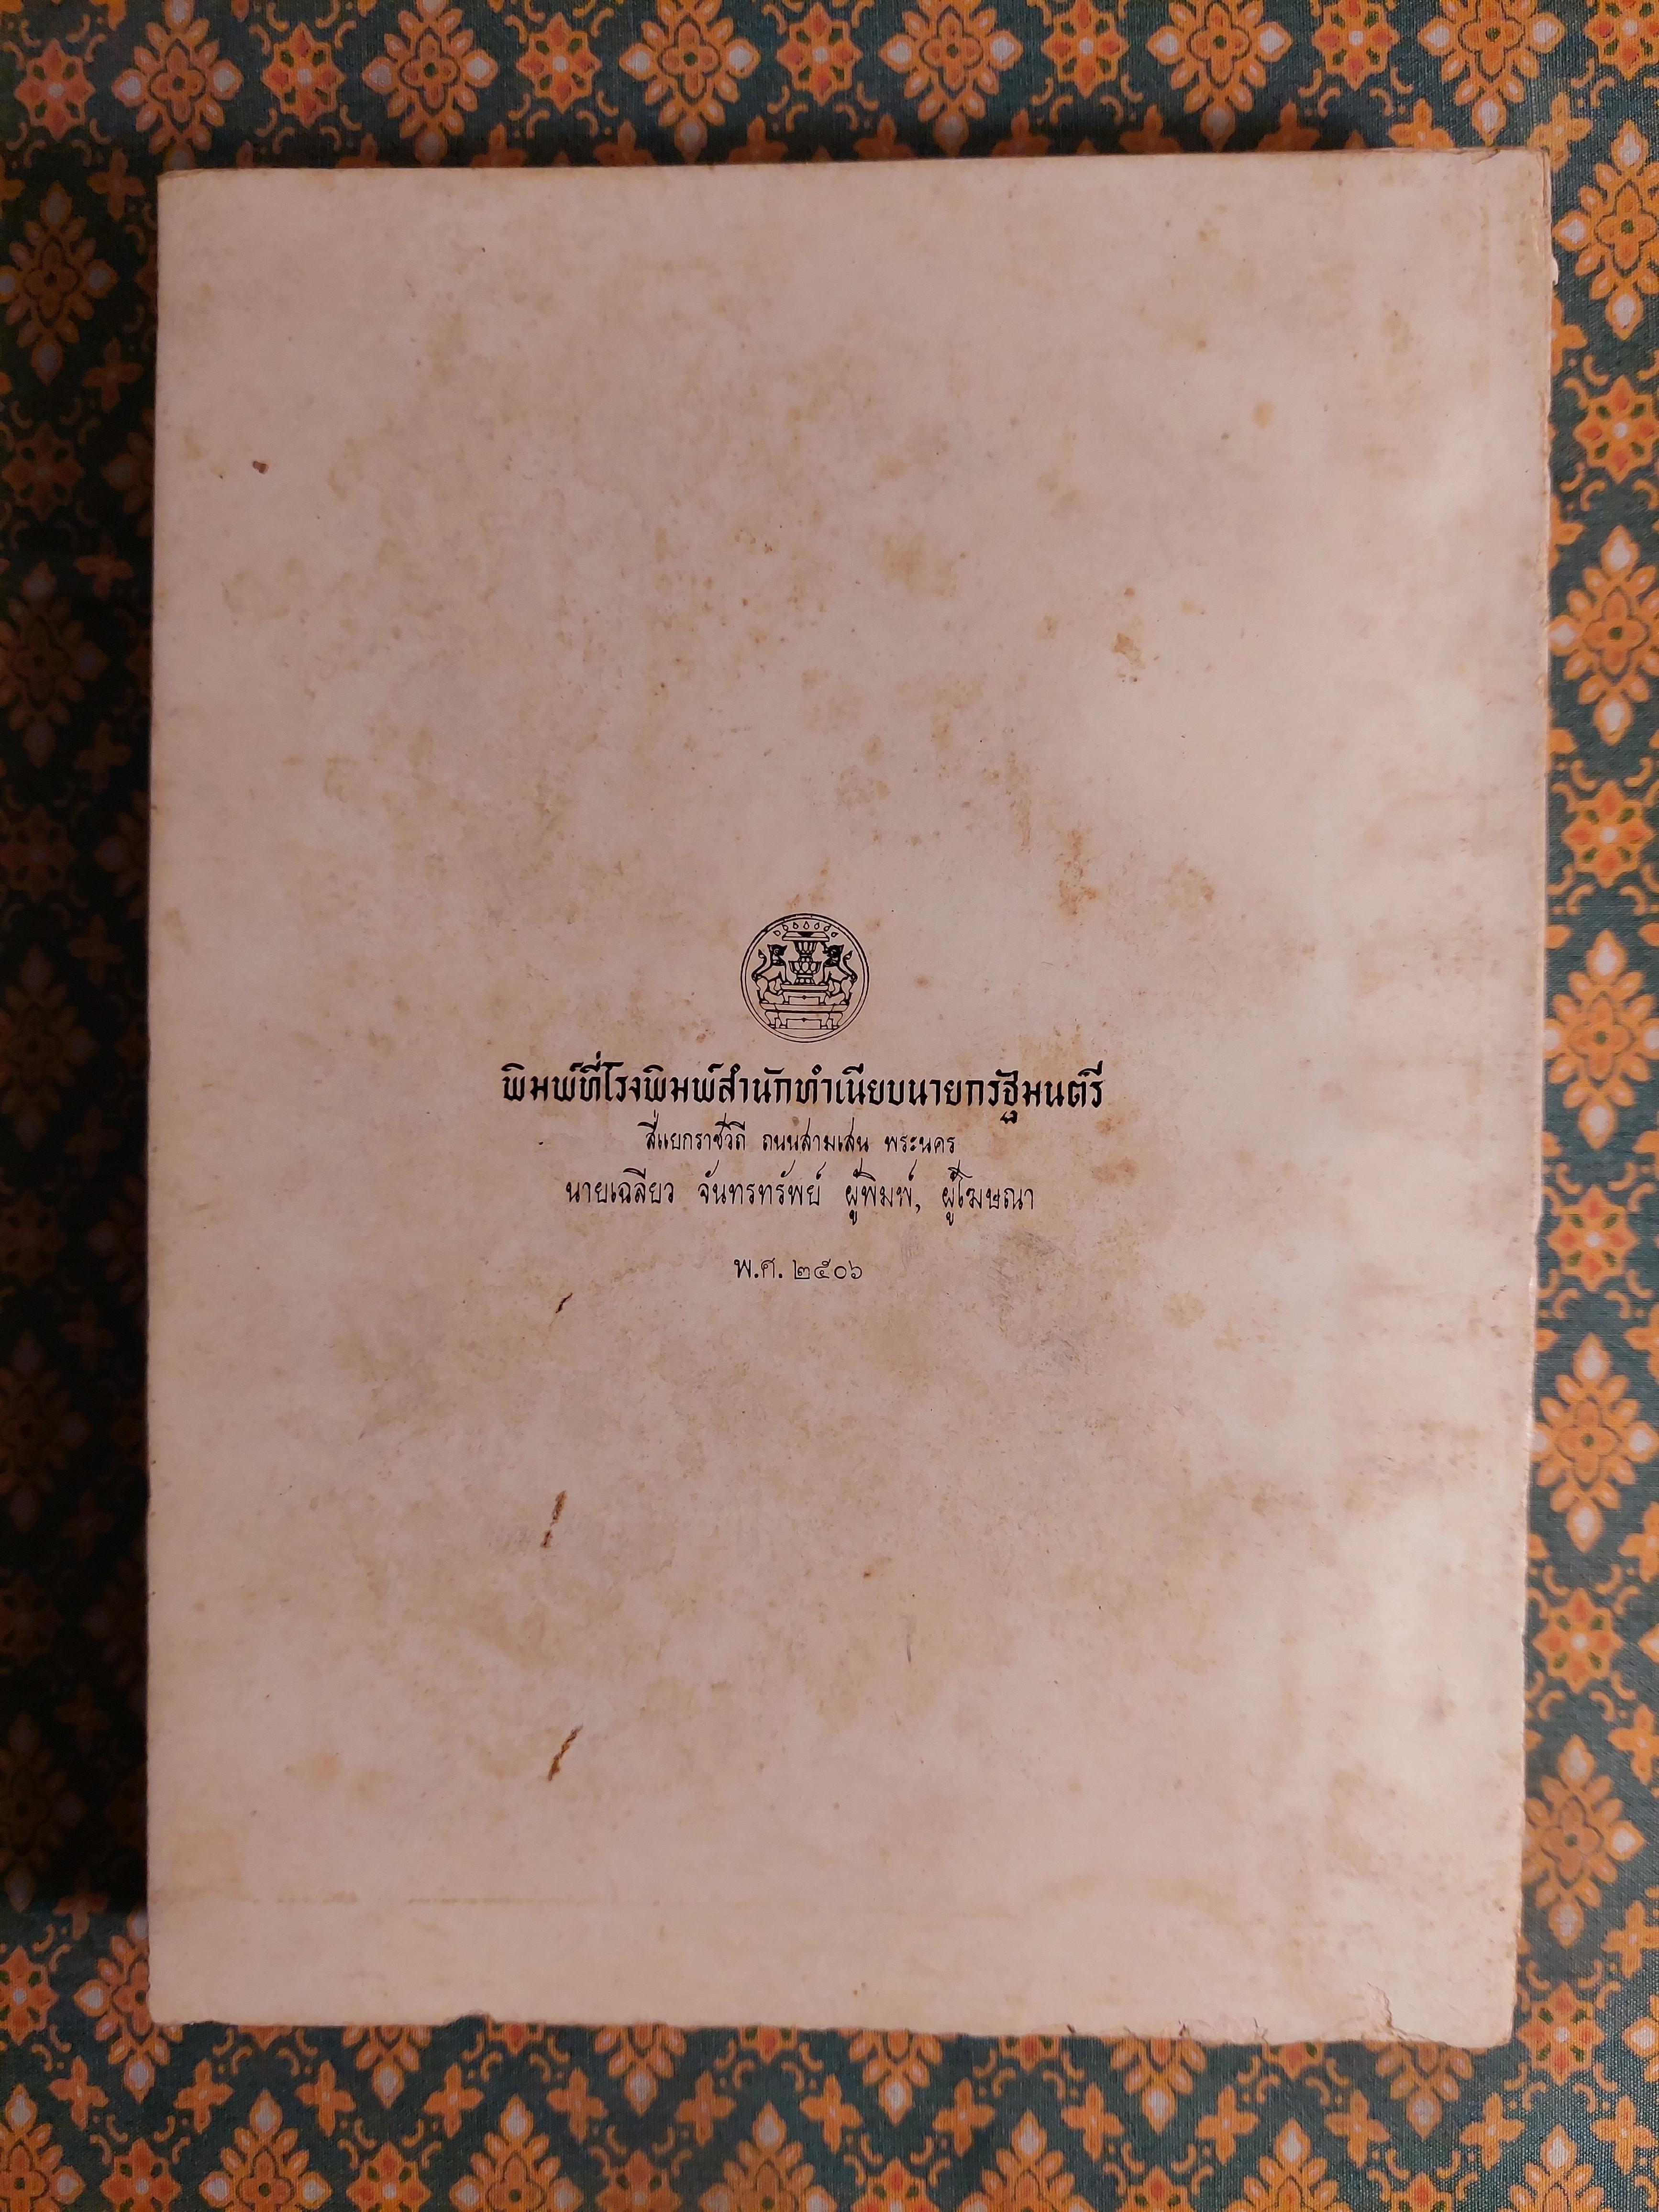 พิมพ์ที่โรงพิมพ์สำนักทำเนียบนายกรัฐมนตรี
สี่แยกราชวิถี ถนนสามเสน พระนคร
นายเฉลียว จันทรทรัพย์ ผู้พิมพ์, ผู้โฆษณา
พ.ศ. ๒๕๐๖